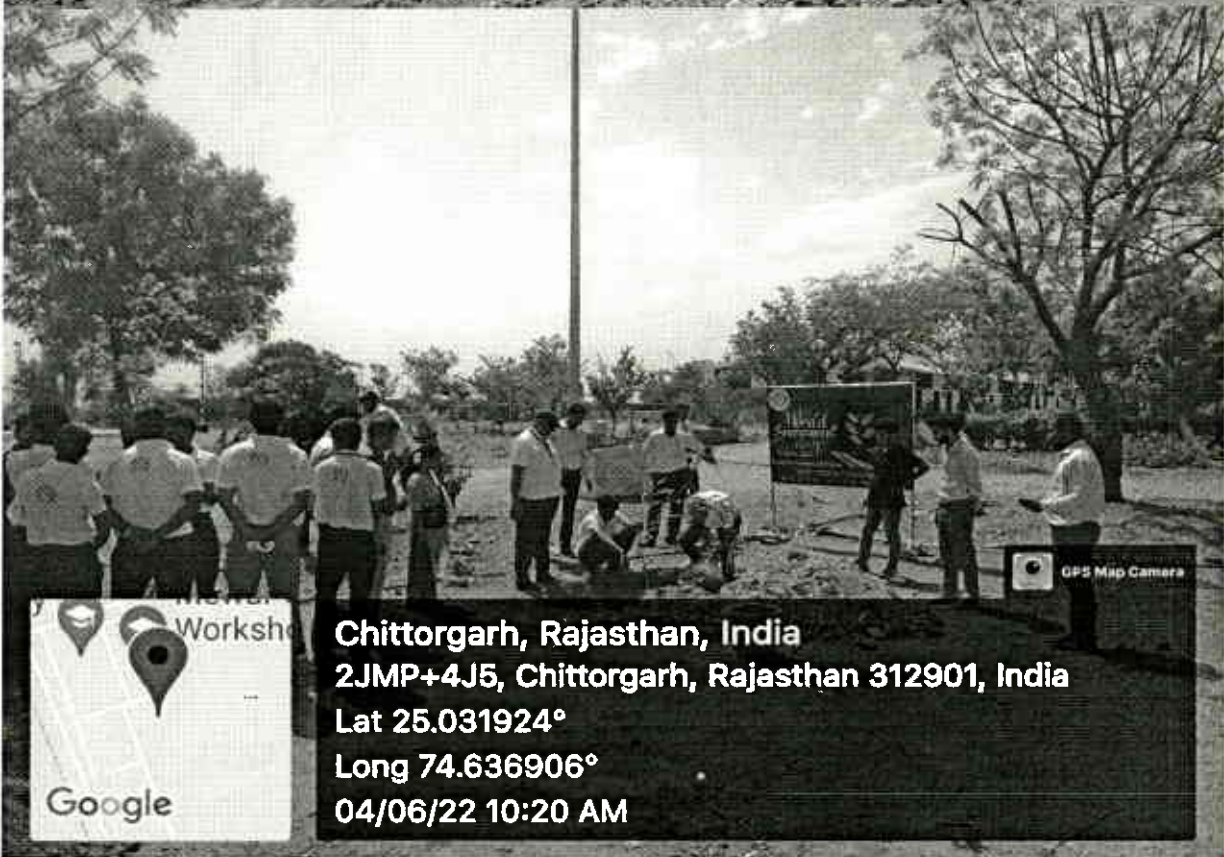 GPS Map Camera
Worksho
Chittorgarh, Rajasthan, India
2JMP+4J5, Chittorgarh, Rajasthan 312901, India
Lat 25.031924°
Long 74.636906°
04/06/22 10:20 AM
Google